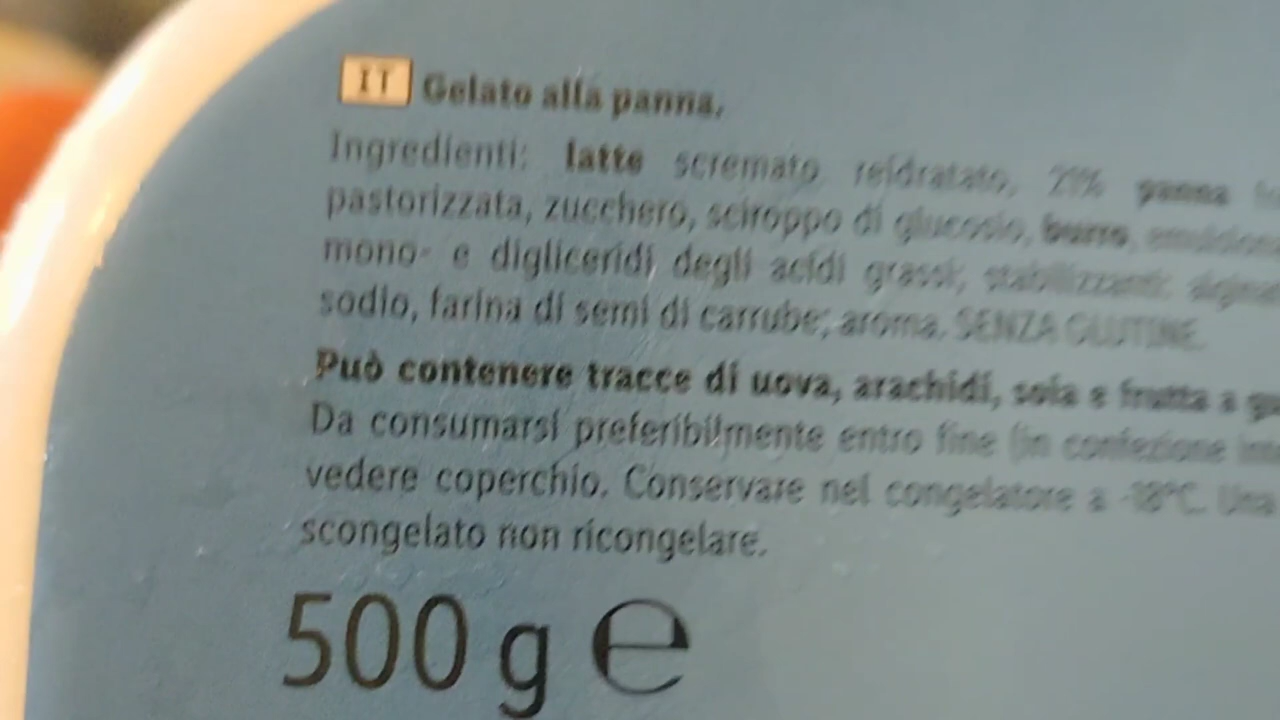 IT Gelato alla panna.
Ingredienti: latte scremato reidratato, 21% panna
pastorizzata, zucchero, sciroppo di glucosio, burro,
mono- e digliceridi degli acidi grassi; stabilizzanti:
sodio, farina di semi di carrube; aroma. SENZA GLUTINE.
Può contenere tracce di uova, arachidi, soia e frutta a
Da consumarsi preferibilmente entro fine (in confezione
vedere coperchio. Conservare nel congelatore a -18°C. Una
scongelato non ricongelare.
500 g e